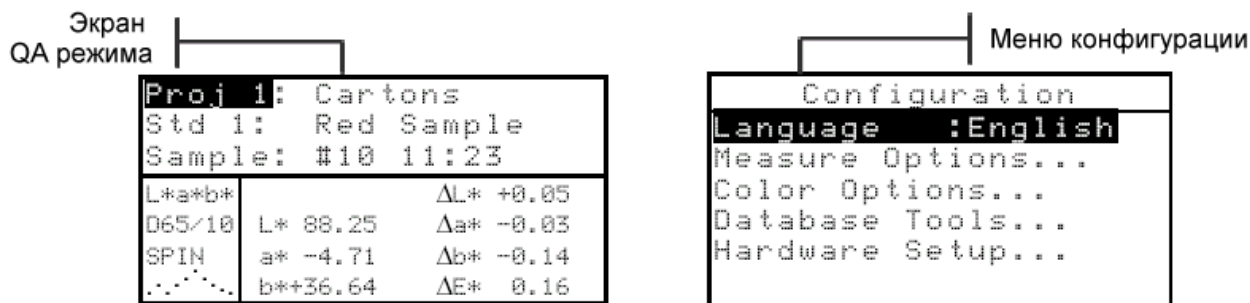 Экран
QA режима
Proj 1: Cartons
Std 1: Red Sample
Sample: #10 11:23
L*a*b* ΔL* +0.05
D65/10 L* 88.25 Δa* -0.03
SPIN a* -4.71 Δb* -0.14
b*+36.64 ΔE* 0.16
Меню конфигурации
Configuration
Language :English
Measure Options...
Color Options...
Database Tools...
Hardware Setup...